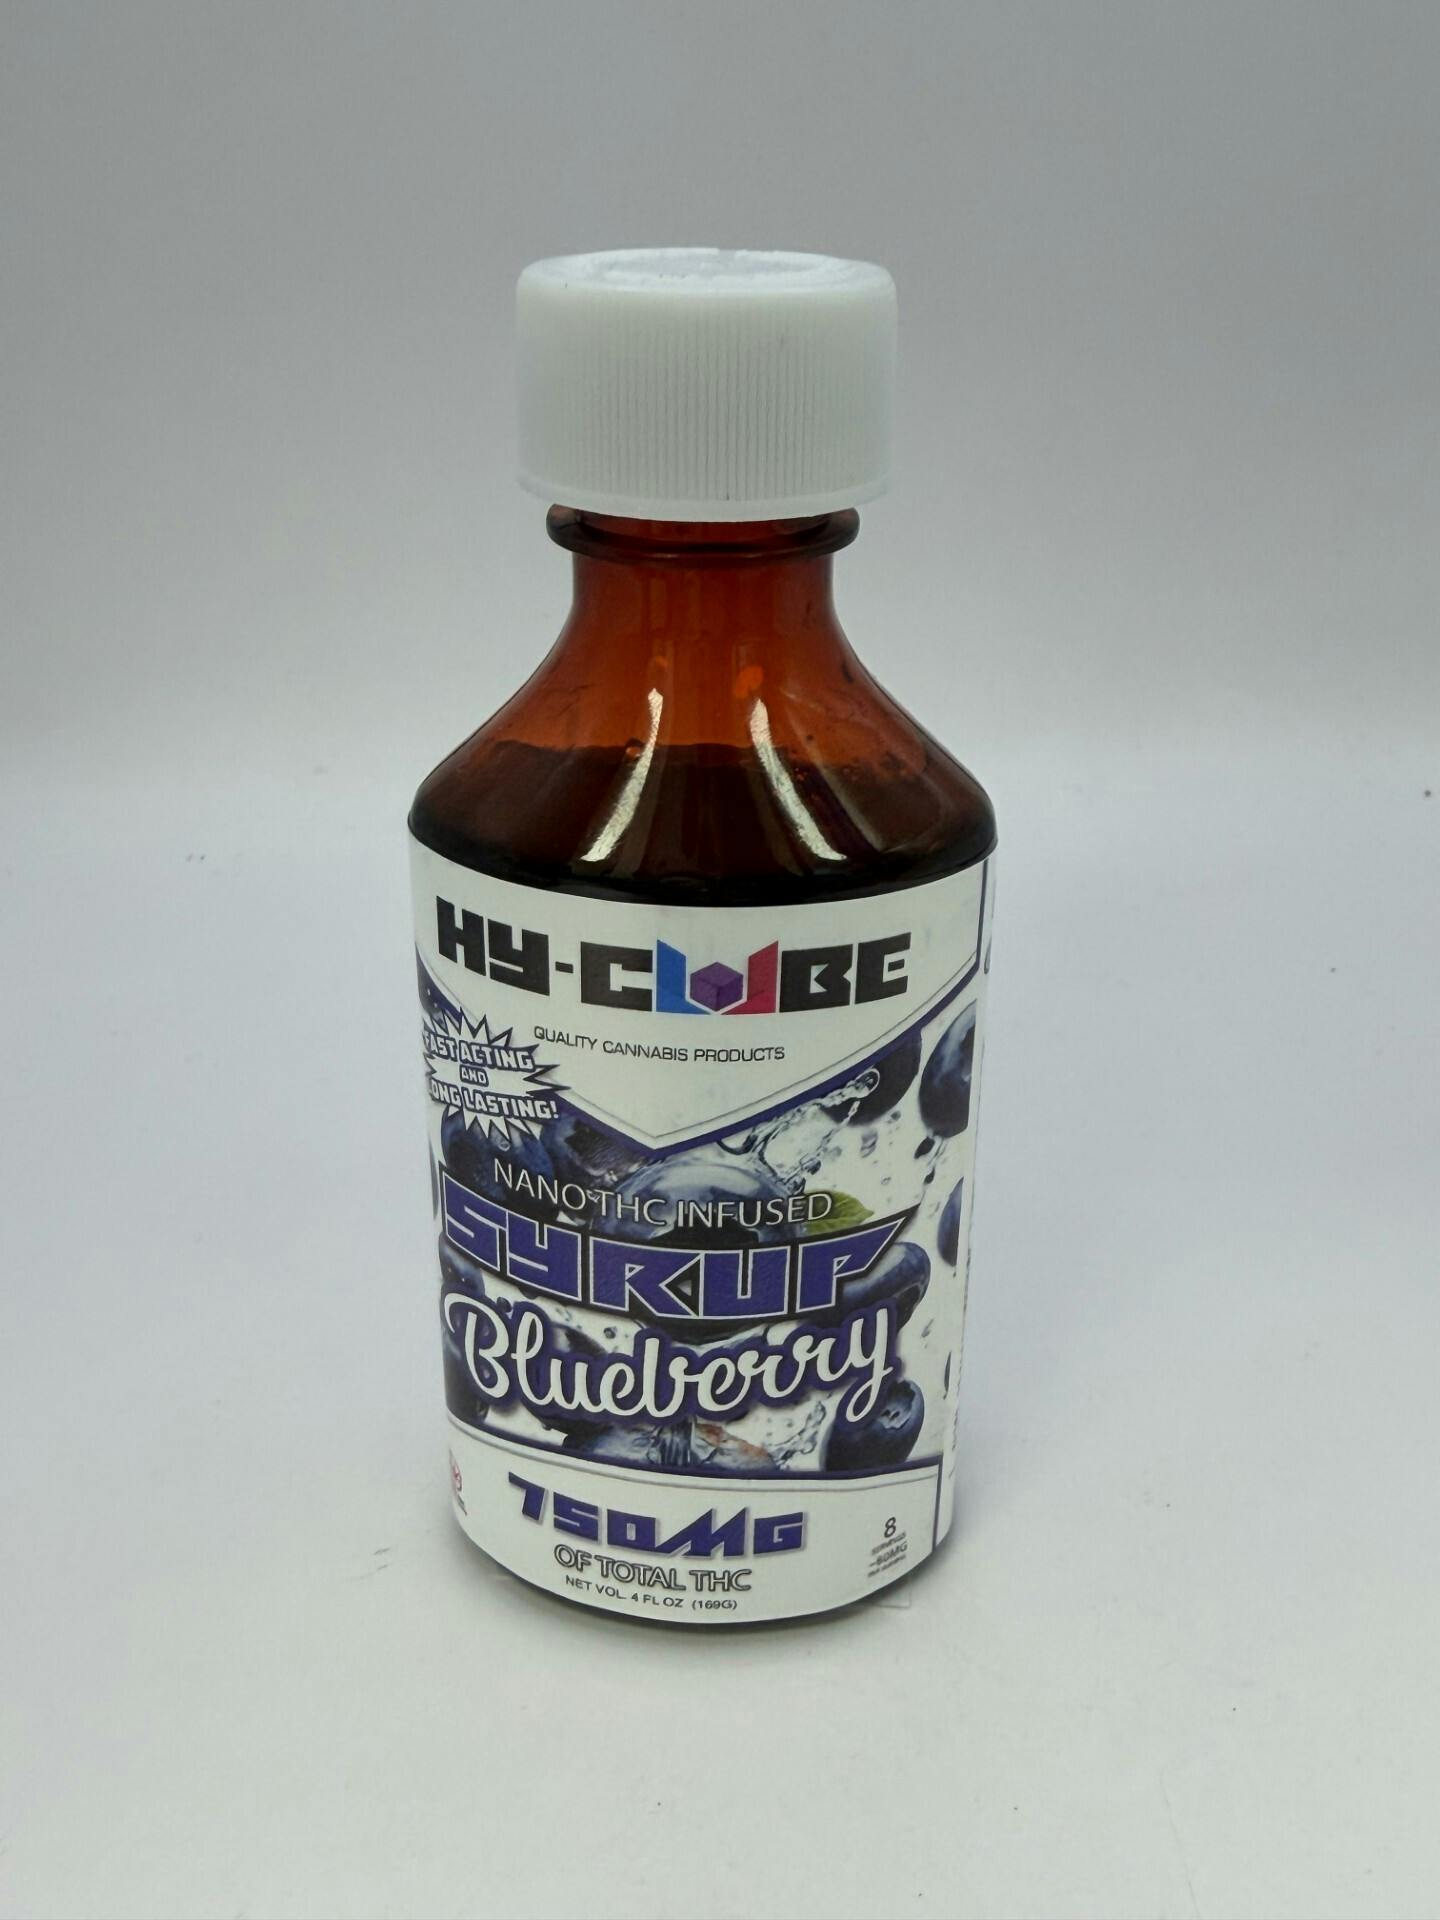 HY-CUBE
QUALITY CANNABIS PRODUCTS
FAST ACTING
AND
LONG LASTING!
NANO THC INFUSED
SYRUP
Blueberry
750MG
OF TOTAL THC
NET VOL. 4 FL OZ (169G)
8
SERVINGS